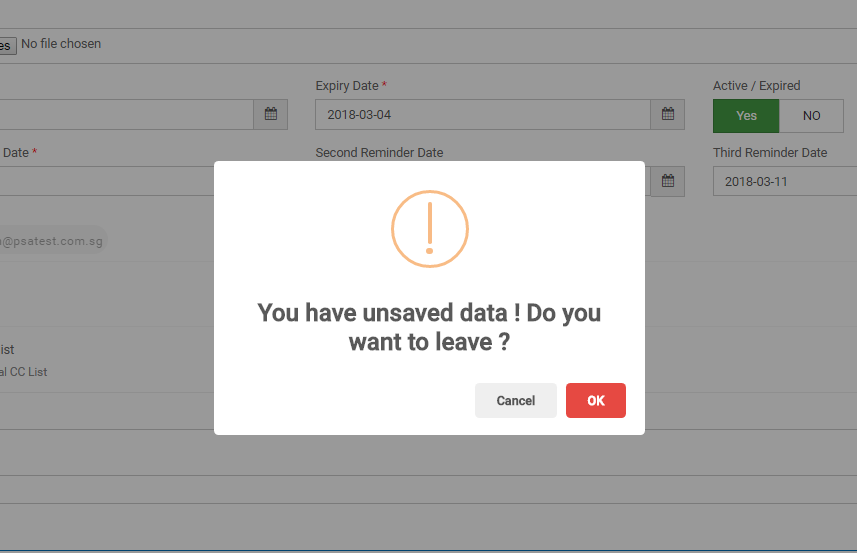 es No file chosen
Expiry Date *
Active / Expired
2018-03-04
Yes
NO
Date *
Second Reminder Date
Third Reminder Date
2018-03-11
@psatest.com.sg
You have unsaved data ! Do you
want to leave ?
ist
al CC List
Cancel
OK